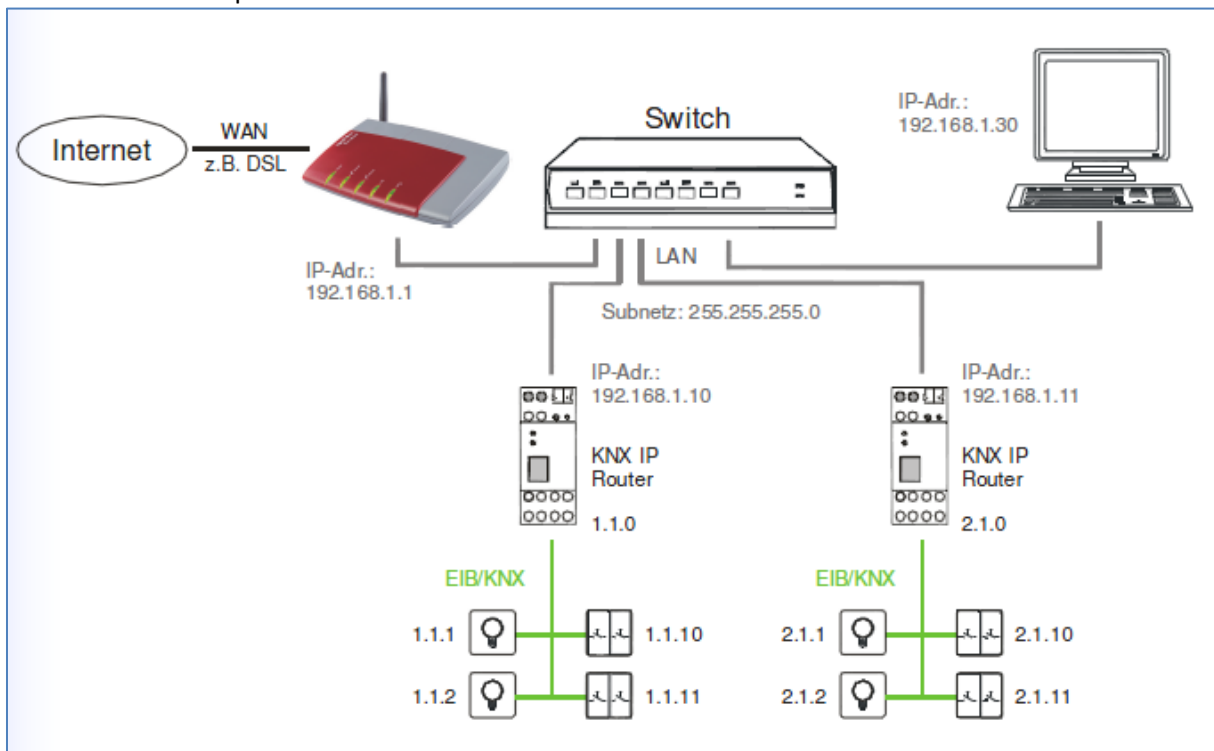 Internet
WAN
z.B. DSL
IP-Adr.:
192.168.1.1
Switch
IP-Adr.:
192.168.1.30
LAN
Subnetz: 255.255.255.0
IP-Adr.:
192.168.1.10
KNX IP
Router
1.1.0
IP-Adr.:
192.168.1.11
KNX IP
Router
2.1.0
EIB/KNX
1.1.1
1.1.10
1.1.2
1.1.11
EIB/KNX
2.1.1
2.1.10
2.1.2
2.1.11